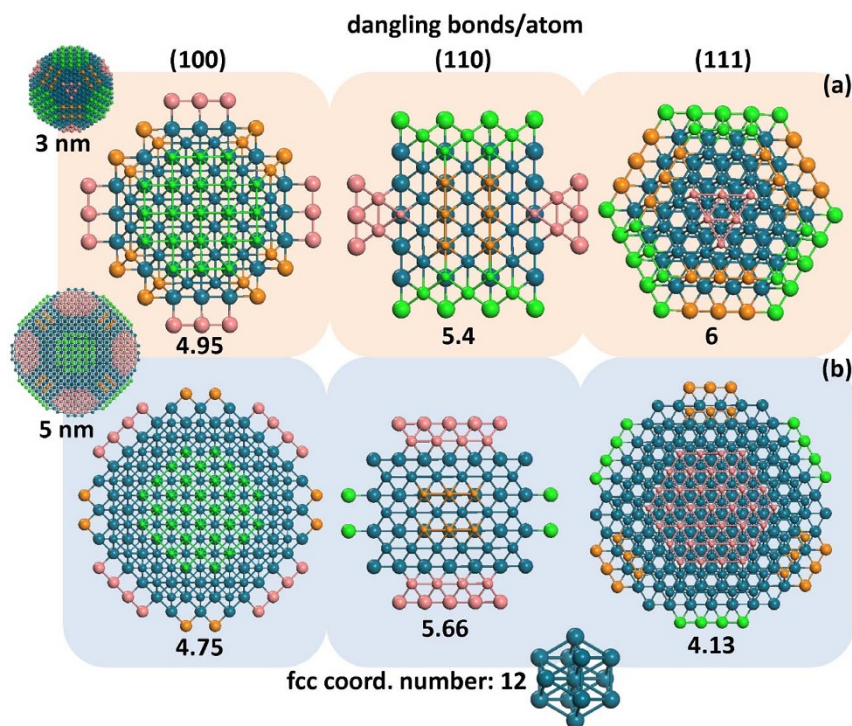 dangling bonds/atom
(100) (110) (111)
(a)
3 nm
4.95 5.4 6
(b)
5 nm
4.75 5.66 4.13
fcc coord. number: 12